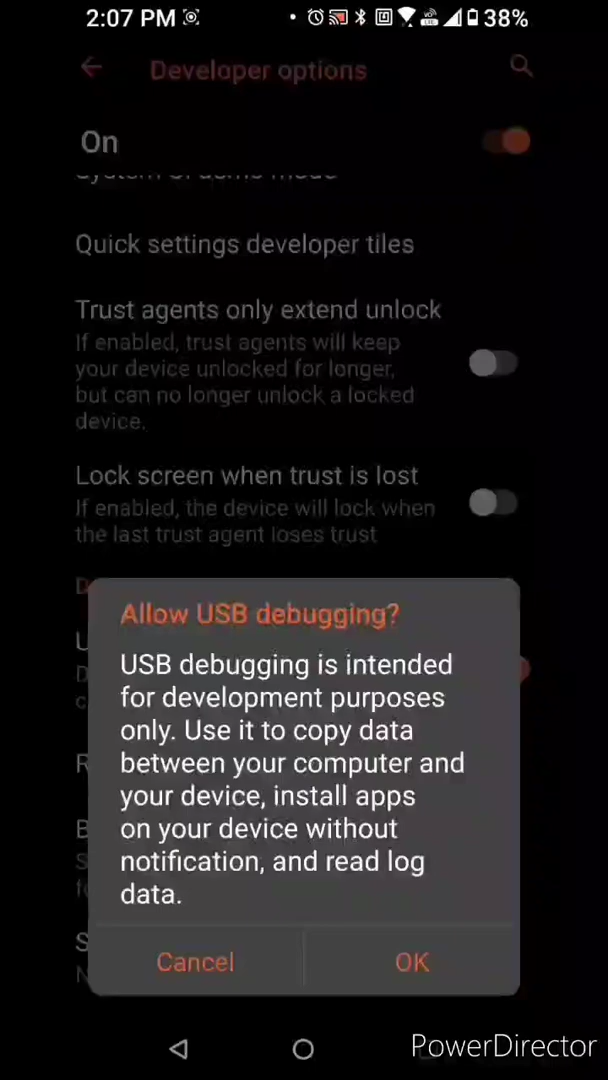 2:07 PM 38%
Developer options
On
Quick settings developer tiles
Trust agents only extend unlock
If enabled, trust agents will keep
your device unlocked for longer,
but can no longer unlock a locked
device.
Lock screen when trust is lost
If enabled, the device will lock when
the last trust agent loses trust
Allow USB debugging?
USB debugging is intended
for development purposes
only. Use it to copy data
between your computer and
your device, install apps
on your device without
notification, and read log
data.
Cancel OK
PowerDirector